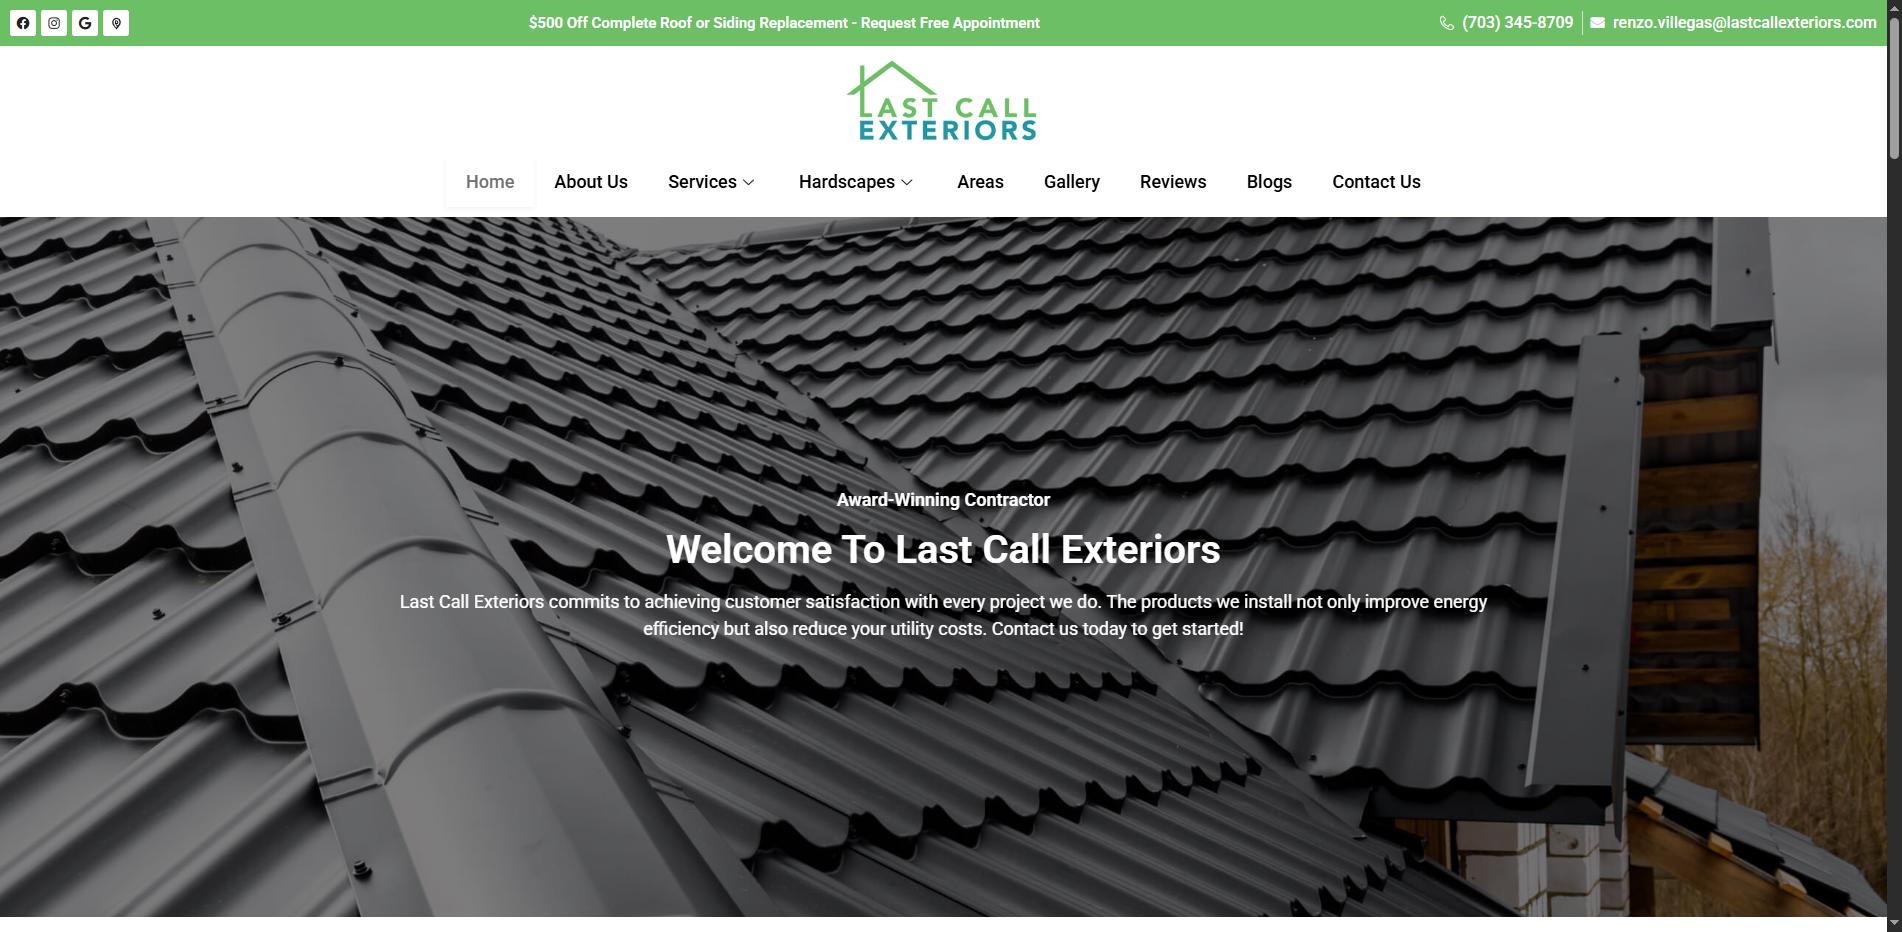 $500 Off Complete Roof or Siding Replacement - Request Free Appointment
(703) 345-8709
renzo.villegas@lastcallexteriors.com
LAST CALL
EXTERIORS
Home
About Us
Services
Hardscapes
Areas
Gallery
Reviews
Blogs
Contact Us
Award-Winning Contractor
Welcome To Last Call Exteriors
Last Call Exteriors commits to achieving customer satisfaction with every project we do. The products we install not only improve energy
efficiency but also reduce your utility costs. Contact us today to get started!